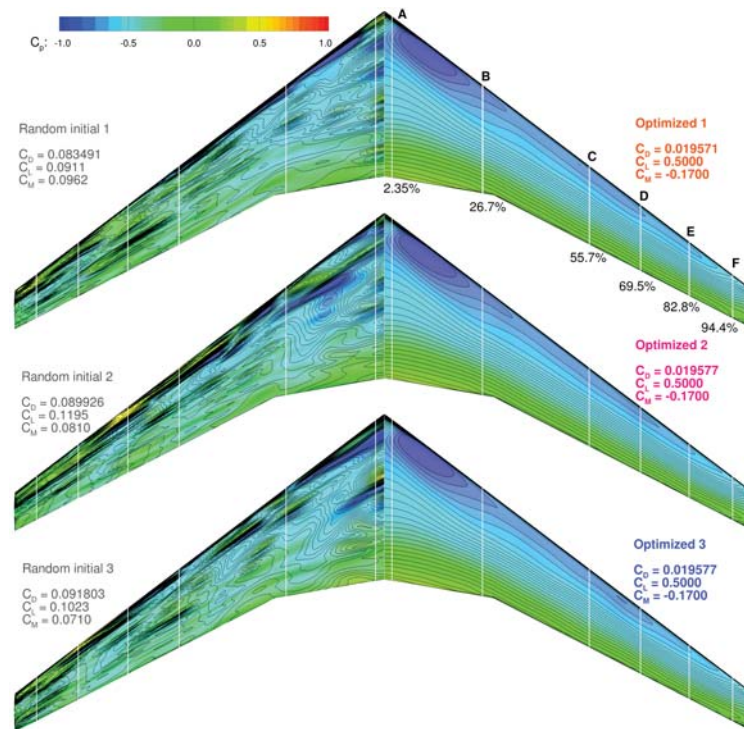 Cp: -1.0 -0.5 0.0 0.5 1.0
A
B
C
D
E
F
Random initial 1
CD = 0.083491
CL = 0.0911
CM = 0.0962
Optimized 1
CD = 0.019571
CL = 0.5000
CM = -0.1700
2.35%
26.7%
55.7%
69.5%
82.8%
94.4%
Random initial 2
CD = 0.089926
CL = 0.1195
CM = 0.0810
Optimized 2
CD = 0.019577
CL = 0.5000
CM = -0.1700
Random initial 3
CD = 0.091803
CL = 0.1023
CM = 0.0710
Optimized 3
CD = 0.019577
CL = 0.5000
CM = -0.1700